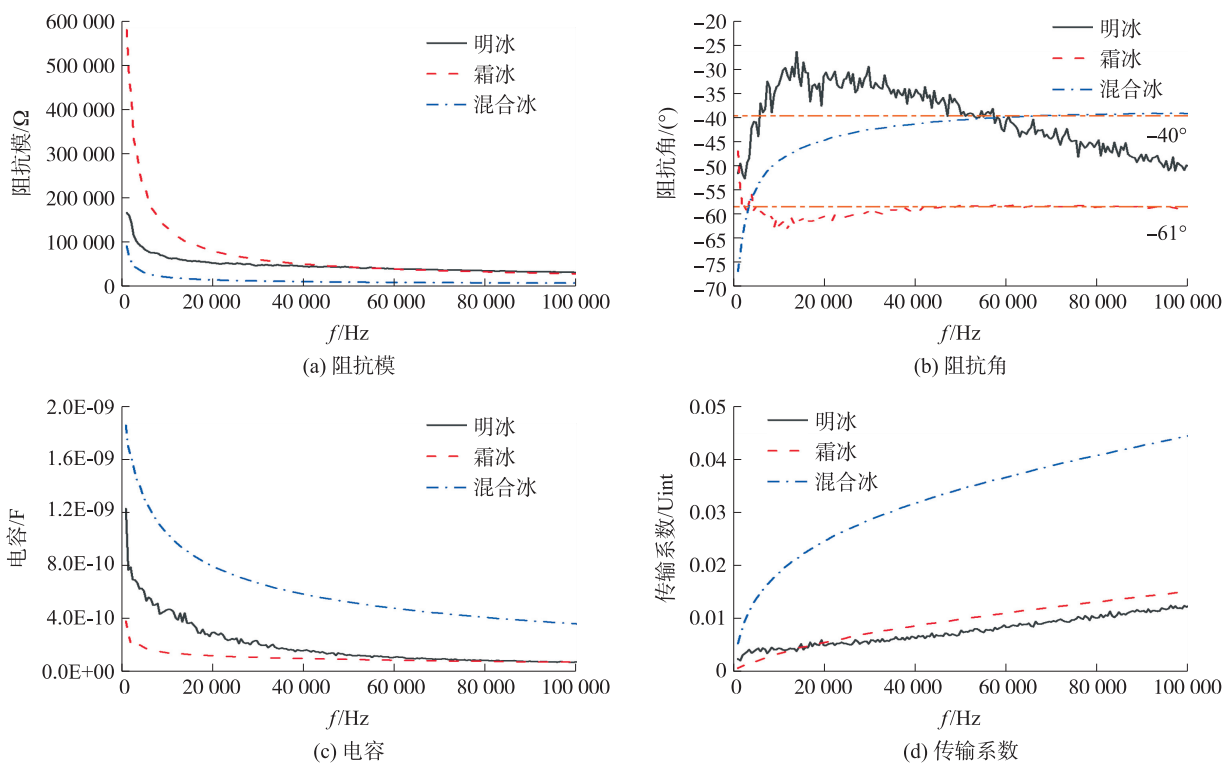 600 000
500 000
400 000
300 000
200 000
100 000
0
阻抗模/Ω
明冰
霜冰
混合冰
0 20 000 40 000 60 000 80 000 100 000
f/Hz
(a) 阻抗模
-20
-25
-30
-35
-40
-45
-50
-55
-60
-65
-75
-70
阻抗角/(°)
明冰
霜冰
混合冰
-40°
-61°
0 20 000 40 000 60 000 80 000 100 000
f/Hz
(b) 阻抗角
2.0E-09
1.6E-09
1.2E-09
8.0E-10
4.0E-10
0.0E+00
电容/F
明冰
霜冰
混合冰
0 20 000 40 000 60 000 80 000 100 000
f/Hz
(c) 电容
0.05
0.04
0.03
0.02
0.01
0
传输系数/Uint
明冰
霜冰
混合冰
0 20 000 40 000 60 000 80 000 100 000
f/Hz
(d) 传输系数